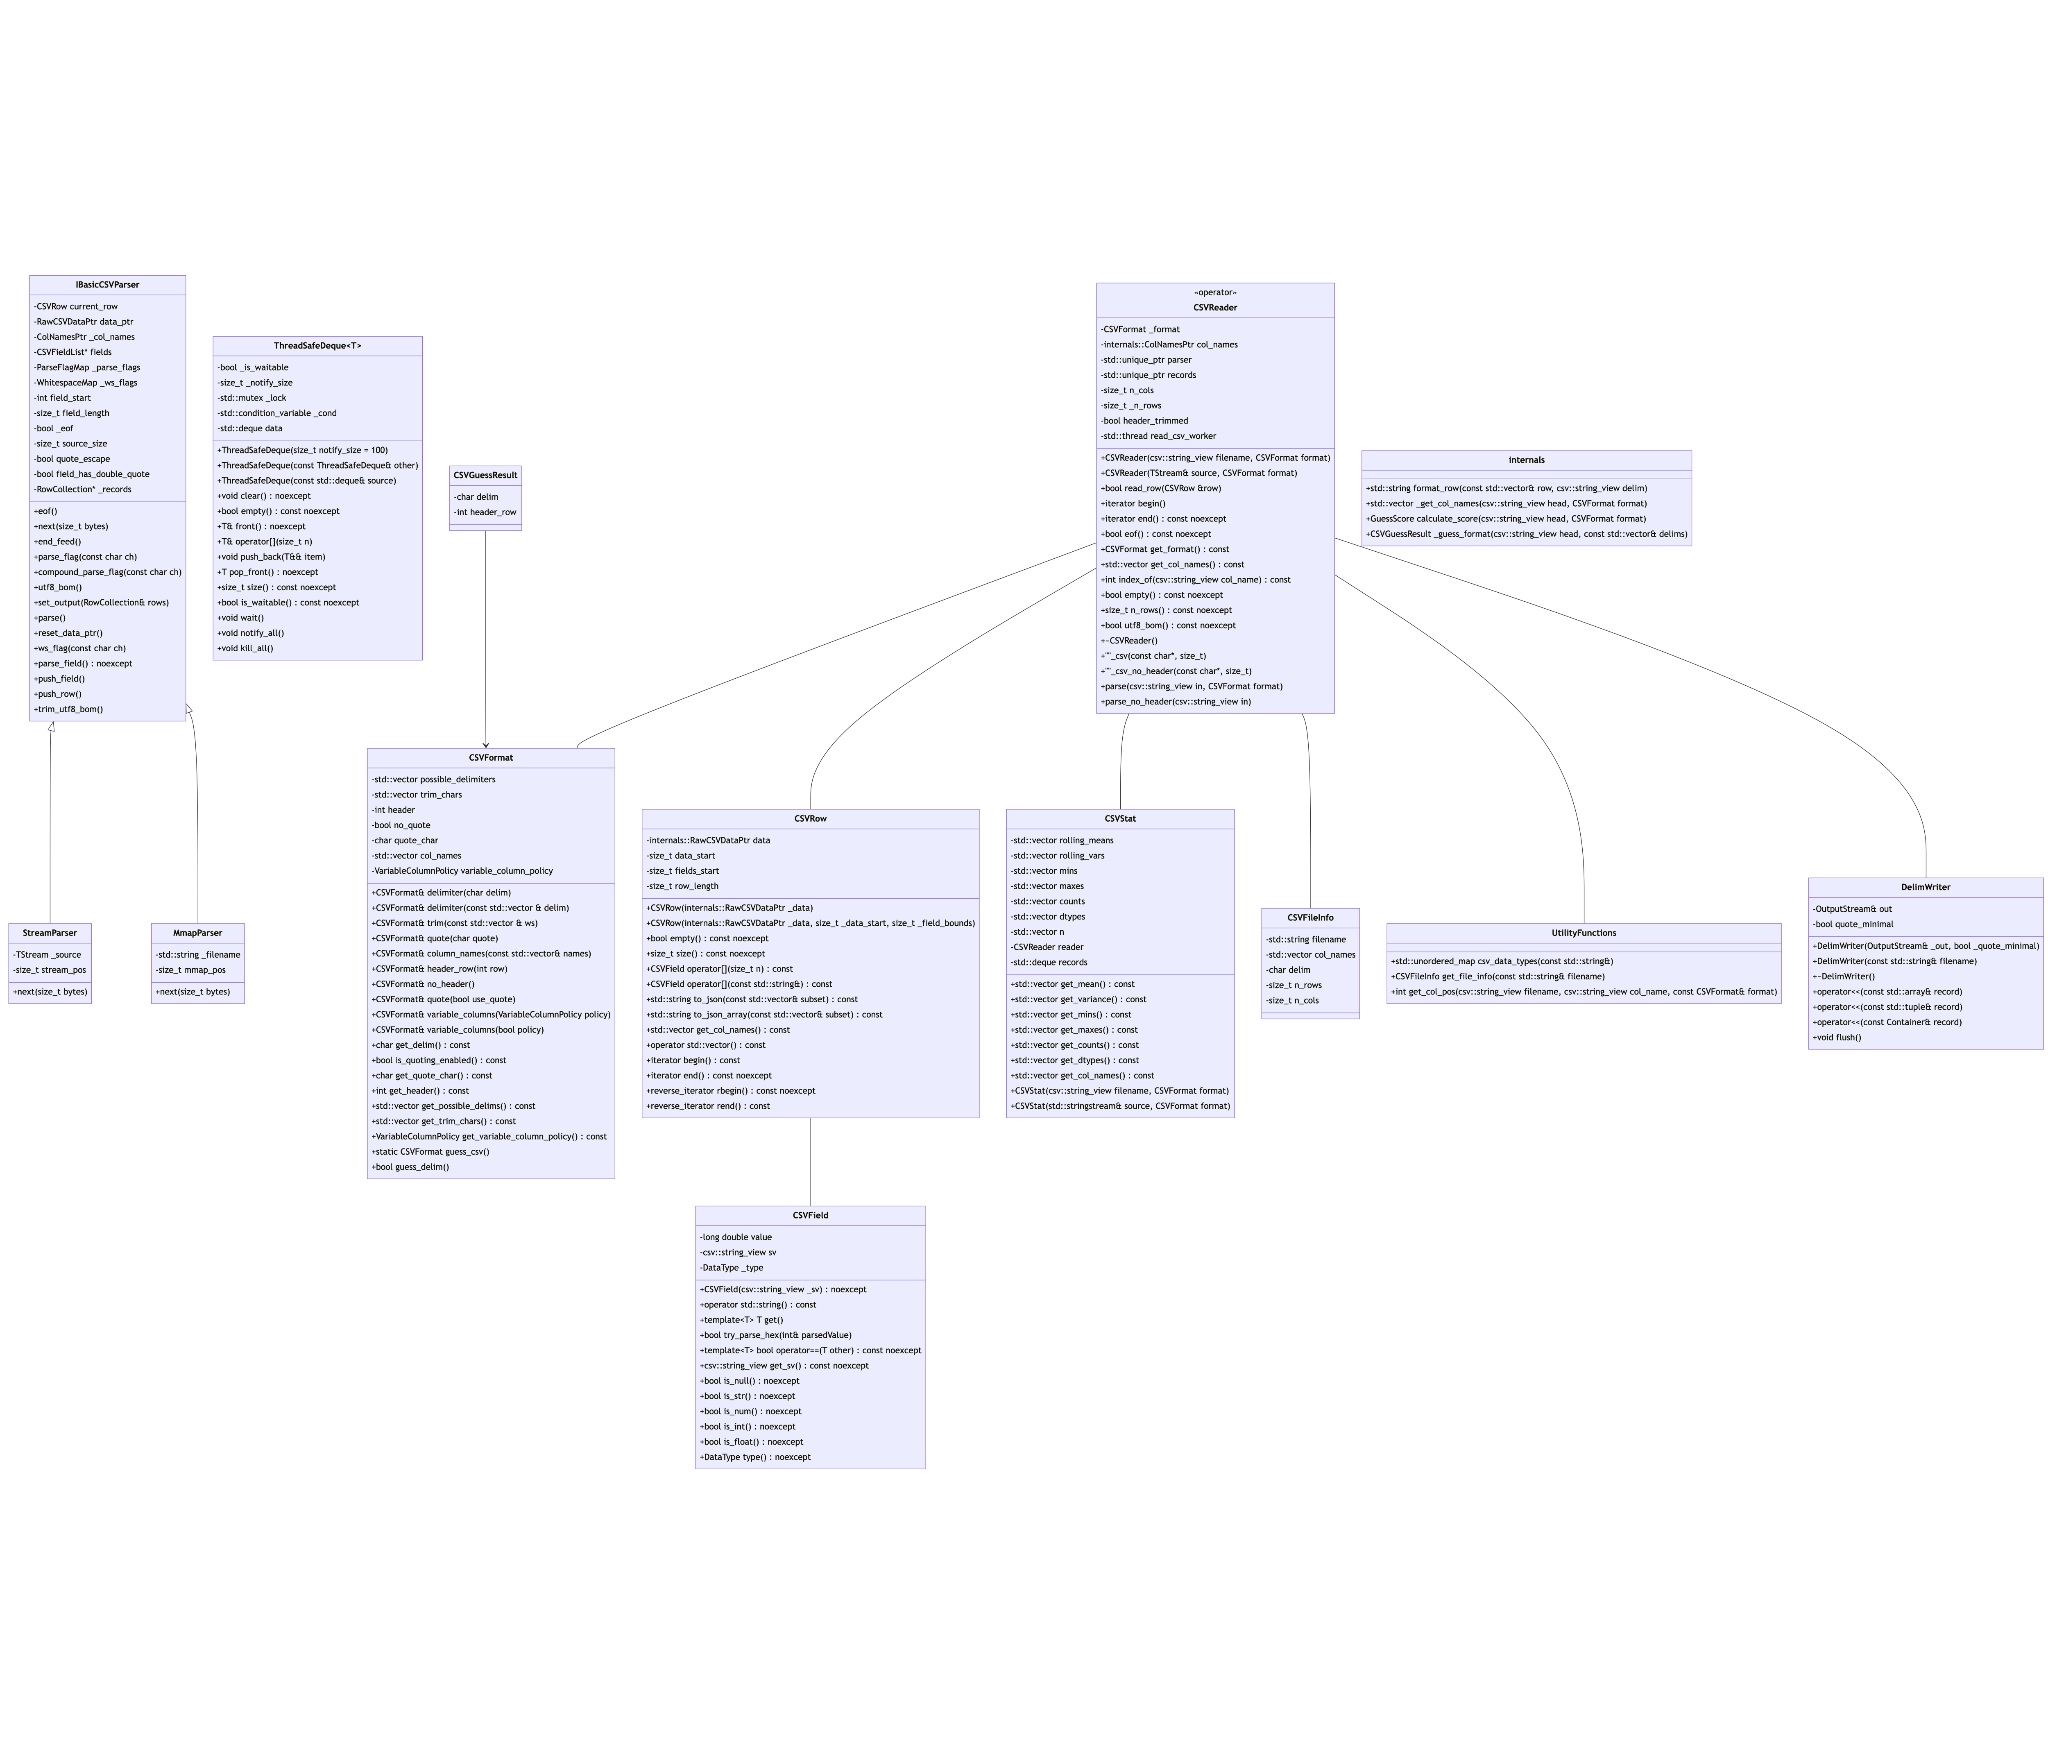 IBasicCSVParser
-CSVRow current_row
-RawCSVDataPtr data_ptr
-ColNamesPtr _col_names
-CSVFieldList* fields
-ParseFlagMap _parse_flags
-WhitespaceMap _ws_flags
-int field_start
-size_t field_length
-bool _eof
-size_t source_size
-bool quote_escape
-bool field_has_double_quote
-RowCollection* _records
+eof()
+next(size_t bytes)
+end_feed()
+parse_flag(const char ch)
+compound_parse_flag(const char ch)
+utf8_bom()
+set_output(RowCollection& rows)
+parse()
+reset_data_ptr()
+ws_flag(const char ch)
+parse_field() : noexcept
+push_field()
+push_row()
+trim_utf8_bom()
ThreadSafeDeque<T>
-bool _is_waitable
-size_t _notify_size
-std::mutex _lock
-std::condition_variable _cond
-std::deque data
+ThreadSafeDeque(size_t notify_size = 100)
+ThreadSafeDeque(const ThreadSafeDeque& other)
+ThreadSafeDeque(const std::deque& source)
+void clear() : noexcept
+bool empty() : const noexcept
+T& front() : noexcept
+T& operator[](size_t n)
+void push_back(T&& item)
+T pop_front() : noexcept
+size_t size() : const noexcept
+bool is_waitable() : const noexcept
+void wait()
+void notify_all()
+void kill_all()
CSVGuessResult
-char delim
-int header_row
«operator»
CSVReader
-CSVFormat _format
-internals::ColNamesPtr col_names
-std::unique_ptr parser
-std::unique_ptr records
-size_t n_cols
-size_t _n_rows
-bool header_trimmed
-std::thread read_csv_worker
+CSVReader(csv::string_view filename, CSVFormat format)
+CSVReader(TStream& source, CSVFormat format)
+bool read_row(CSVRow &row)
+iterator begin()
+iterator end() : const noexcept
+bool eof() : const noexcept
+CSVFormat get_format() : const
+std::vector get_col_names() : const
+int index_of(csv::string_view col_name) : const
+bool empty() : const noexcept
+size_t n_rows() : const noexcept
+bool utf8_bom() : const noexcept
+~CSVReader()
+""_csv(const char*, size_t)
+""_csv_no_header(const char*, size_t)
+parse(csv::string_view in, CSVFormat format)
+parse_no_header(csv::string_view in)
internals
+std::string format_row(const std::vector& row, csv::string_view delim)
+std::vector _get_col_names(csv::string_view head, CSVFormat format)
+GuessScore calculate_score(csv::string_view head, CSVFormat format)
+CSVGuessResult _guess_format(csv::string_view head, const std::vector& delims)
StreamParser
-TStream _source
-size_t stream_pos
+next(size_t bytes)
MmapParser
-std::string _filename
-size_t mmap_pos
+next(size_t bytes)
CSVFormat
-std::vector possible_delimiters
-std::vector trim_chars
-int header
-bool no_quote
-char quote_char
-std::vector col_names
-VariableColumnPolicy variable_column_policy
+CSVFormat& delimiter(char delim)
+CSVFormat& delimiter(const std::vector & delim)
+CSVFormat& trim(const std::vector & ws)
+CSVFormat& quote(char quote)
+CSVFormat& column_names(const std::vector& names)
+CSVFormat& header_row(int row)
+CSVFormat& no_header()
+CSVFormat& quote(bool use_quote)
+CSVFormat& variable_columns(VariableColumnPolicy policy)
+CSVFormat& variable_columns(bool policy)
+char get_delim() : const
+bool is_quoting_enabled() : const
+char get_quote_char() : const
+int get_header() : const
+std::vector get_possible_delims() : const
+std::vector get_trim_chars() : const
+VariableColumnPolicy get_variable_column_policy() : const
+static CSVFormat guess_csv()
+bool guess_delim()
CSVRow
-internals::RawCSVDataPtr data
-size_t data_start
-size_t fields_start
-size_t row_length
+CSVRow(internals::RawCSVDataPtr _data)
+CSVRow(internals::RawCSVDataPtr _data, size_t _data_start, size_t _field_bounds)
+bool empty() : const noexcept
+size_t size() : const noexcept
+CSVField operator[](size_t n) : const
+CSVField operator[](const std::string&) : const
+std::string to_json(const std::vector& subset) : const
+std::string to_json_array(const std::vector& subset) : const
+std::vector get_col_names() : const
+operator std::vector() : const
+iterator begin() : const
+iterator end() : const noexcept
+reverse_iterator rbegin() : const noexcept
+reverse_iterator rend() : const
CSVStat
-std::vector rolling_means
-std::vector rolling_vars
-std::vector mins
-std::vector maxes
-std::vector counts
-std::vector dtypes
-std::vector n
-CSVReader reader
-std::deque records
+std::vector get_mean() : const
+std::vector get_variance() : const
+std::vector get_mins() : const
+std::vector get_maxes() : const
+std::vector get_counts() : const
+std::vector get_dtypes() : const
+std::vector get_col_names() : const
+CSVStat(csv::string_view filename, CSVFormat format)
+CSVStat(std::stringstream& source, CSVFormat format)
CSVFileInfo
-std::string filename
-std::vector col_names
-char delim
-size_t n_rows
-size_t n_cols
UtilityFunctions
+std::unordered_map csv_data_types(const std::string&)
+CSVFileInfo get_file_info(const std::string& filename)
+int get_col_pos(csv::string_view filename, csv::string_view col_name, const CSVFormat& format)
DelimWriter
-OutputStream& out
-bool quote_minimal
+DelimWriter(OutputStream& _out, bool _quote_minimal)
+DelimWriter(const std::string& filename)
+~DelimWriter()
+operator<<(const std::array& record)
+operator<<(const std::tuple& record)
+operator<<(const Container& record)
+void flush()
CSVField
-long double value
-csv::string_view sv
-DataType _type
+CSVField(csv::string_view _sv) : noexcept
+operator std::string() : const
+template<T> T get()
+bool try_parse_hex(int& parsedValue)
+template<T> bool operator==(T other) : const noexcept
+csv::string_view get_sv() : const noexcept
+bool is_null() : noexcept
+bool is_str() : noexcept
+bool is_num() : noexcept
+bool is_int() : noexcept
+bool is_float() : noexcept
+DataType type() : noexcept